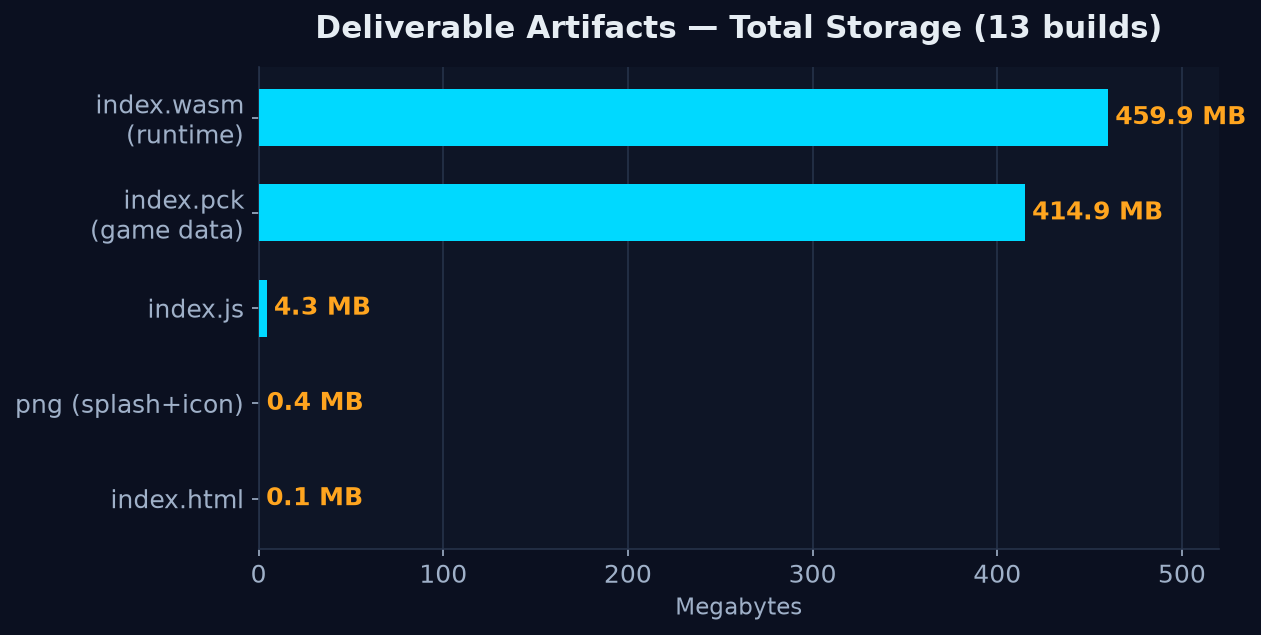 Deliverable Artifacts — Total Storage (13 builds)
index.wasm
(runtime)
459.9 MB
index.pck
(game data)
414.9 MB
index.js
4.3 MB
png (splash+icon)
0.4 MB
index.html
0.1 MB
0
100
200
300
400
500
Megabytes